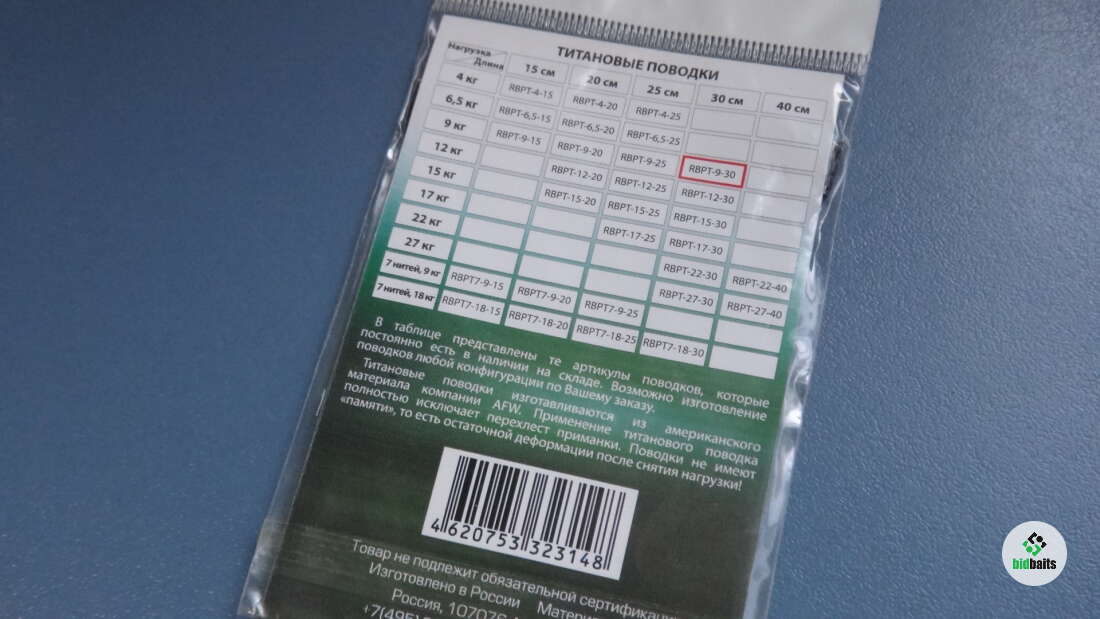 ТИТАНОВЫЕ ПОВОДКИ
Нагрузка Длина 15 см 20 см 25 см 30 см 40 см
4 кг RBPT-4-15 RBPT-4-20 RBPT-4-25
6,5 кг RBPT-6,5-15 RBPT-6,5-20 RBPT-6,5-25
9 кг RBPT-9-15 RBPT-9-20 RBPT-9-25 RBPT-9-30
12 кг RBPT-12-20 RBPT-12-25 RBPT-12-30
15 кг RBPT-15-20 RBPT-15-25 RBPT-15-30
17 кг RBPT-17-25 RBPT-17-30
22 кг RBPT-22-30 RBPT-22-40
27 кг RBPT-27-30 RBPT-27-40
7 нитей, 9 кг RBPT7-9-15 RBPT7-9-20 RBPT7-9-25
7 нитей, 18 кг RBPT7-18-15 RBPT7-18-20 RBPT7-18-25 RBPT7-18-30
В таблице представлены те артикулы поводков, которые
постоянно есть в наличии на складе. Возможно изготовление
поводков любой конфигурации по Вашему заказу.
Титановые поводки изготавливаются из американского
материала компании AFW. Применение титанового поводка
полностью исключает перехлест приманки. Поводки не имеют
«памяти», то есть остаточной деформации после снятия нагрузки!
4 620753 323148
Товар не подлежит обязательной
Изготовлено в России
Россия, 107076
+7(495)
bidbaits